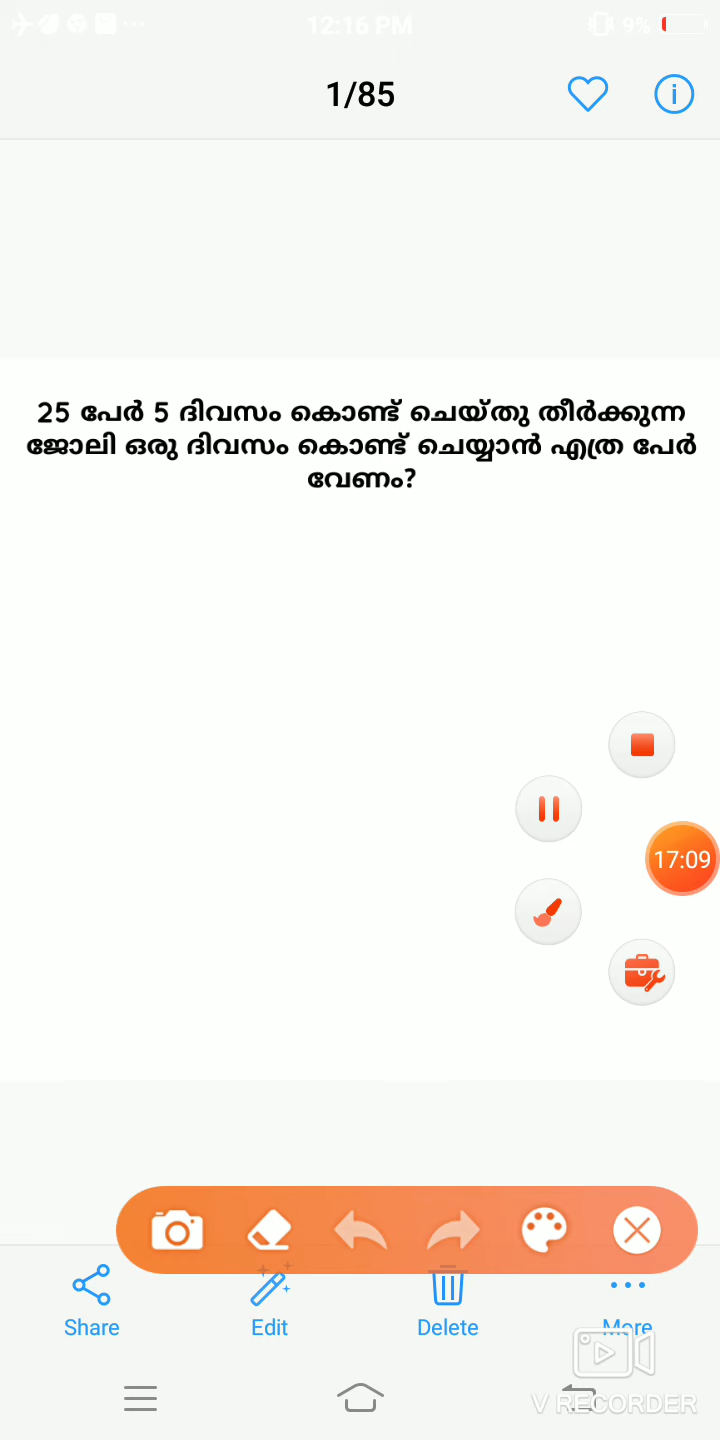 12:16 PM
9%
1/85
25 പേർ 5 ദിവസം കൊണ്ട് ചെയ്തു തീർക്കുന്ന
ജോലി ഒരു ദിവസം കൊണ്ട് ചെയ്യാൻ എത്ര പേർ
വേണം?
17:09
Share Edit Delete More
V RECORDER